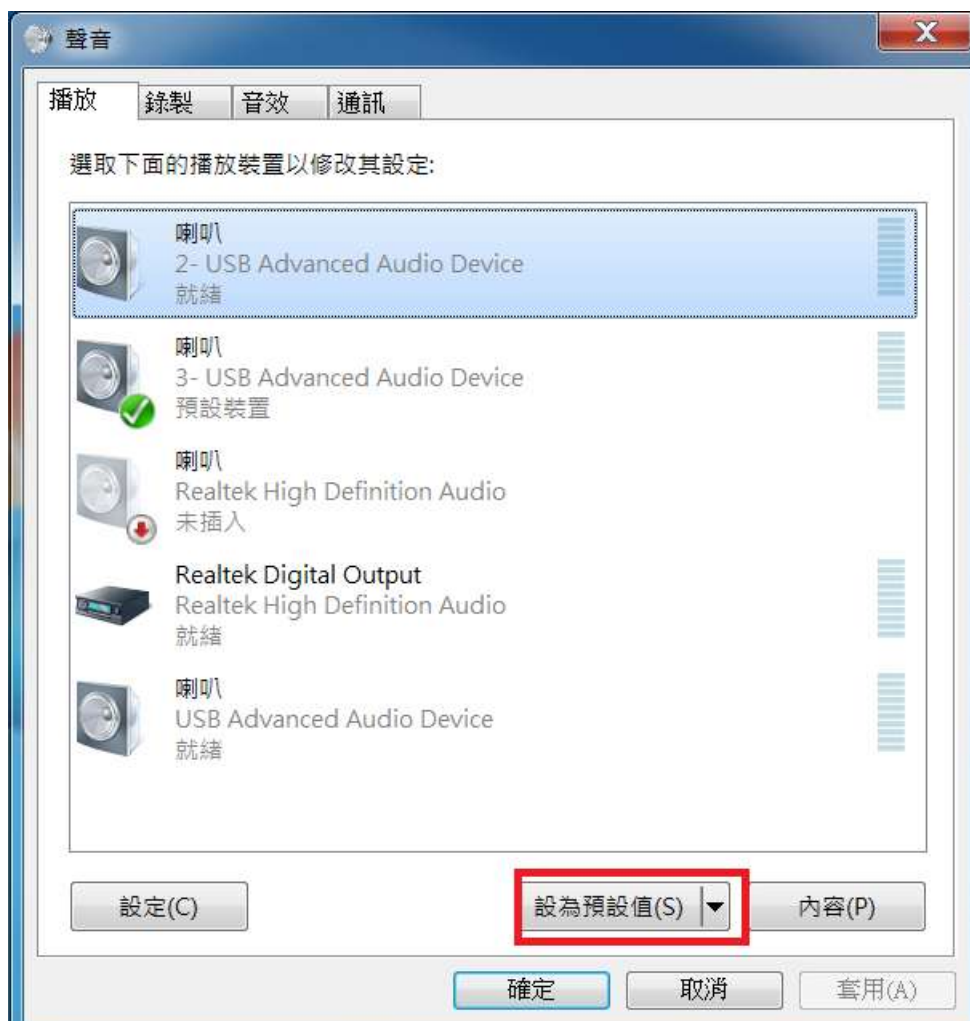 聲音
播放
錄製
音效
通訊
選取下面的播放裝置以修改其設定:
喇叭
2- USB Advanced Audio Device
就緒
喇叭
3- USB Advanced Audio Device
預設裝置
喇叭
Realtek High Definition Audio
未插入
Realtek Digital Output
Realtek High Definition Audio
就緒
喇叭
USB Advanced Audio Device
就緒
設定(C)
設為預設值(S)
內容(P)
確定
取消
套用(A)